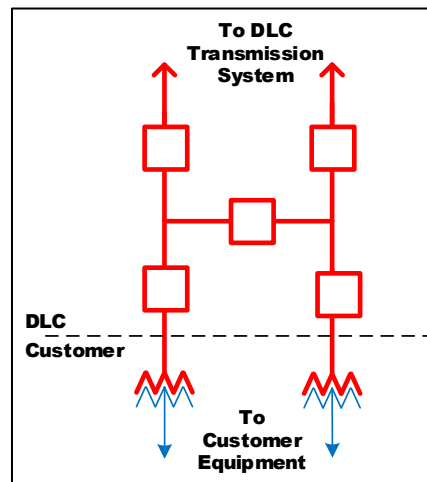 To DLC
Transmission
System
DLC
Customer
To
Customer
Equipment